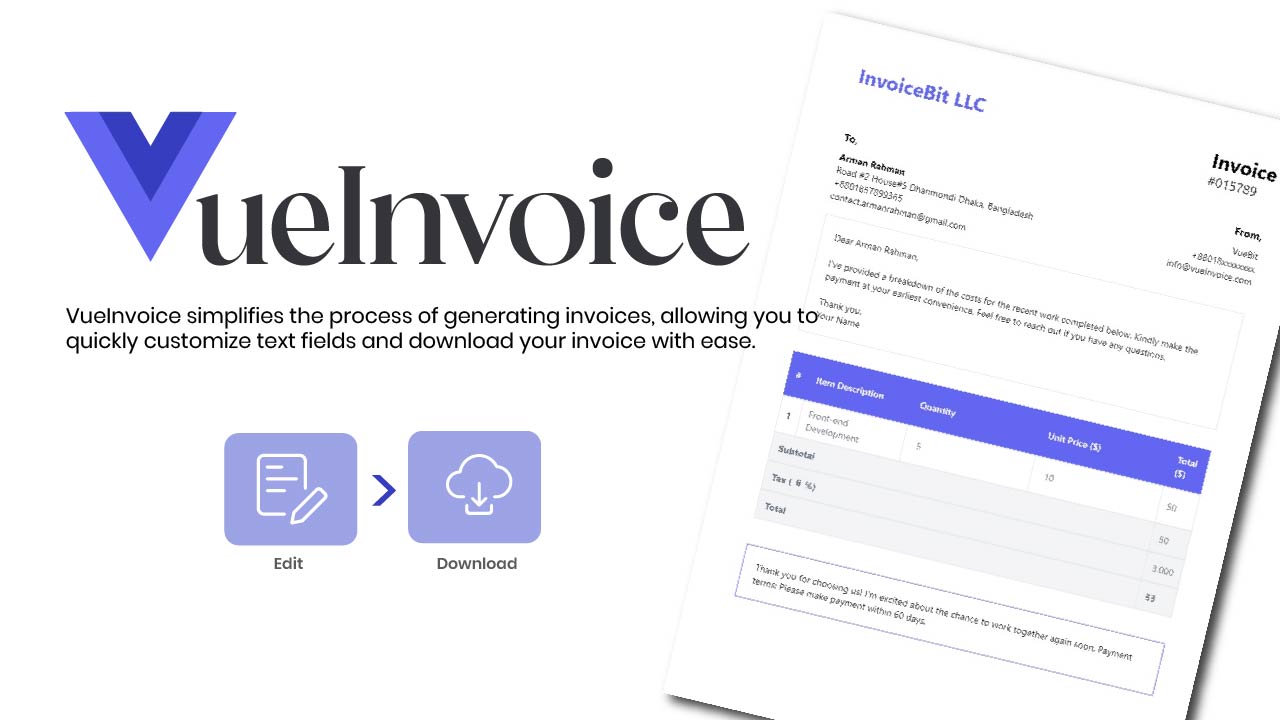 VueInvoice
VueInvoice simplifies the process of generating invoices, allowing you to
quickly customize text fields and download your invoice with ease.
Edit
Download
InvoiceBit LLC
Invoice
#015789
To,
Arman Rahman
Road #2 House#5 Dhanmondi Dhaka, Bangladesh
contact.armanrahman@gmail.com
From,
VueBit
+88018xxxxxxxx
info@vueinvoice.com
Dear Arman Rahman,
I've provided a breakdown of the costs for the recent work completed below. Kindly make the
payment at your earliest convenience. Feel free to reach out if you have any questions.
Thank you,
Your Name
# Item Description Quantity Unit Price ($) Total
($)
1 Front-end
Development 5 10 50
Subtotal 50
Tax ( 6 %) 3.000
Total 53
Thank you for choosing us! I'm excited about the chance to work together again soon. Payment
terms: Please make payment within 60 days.